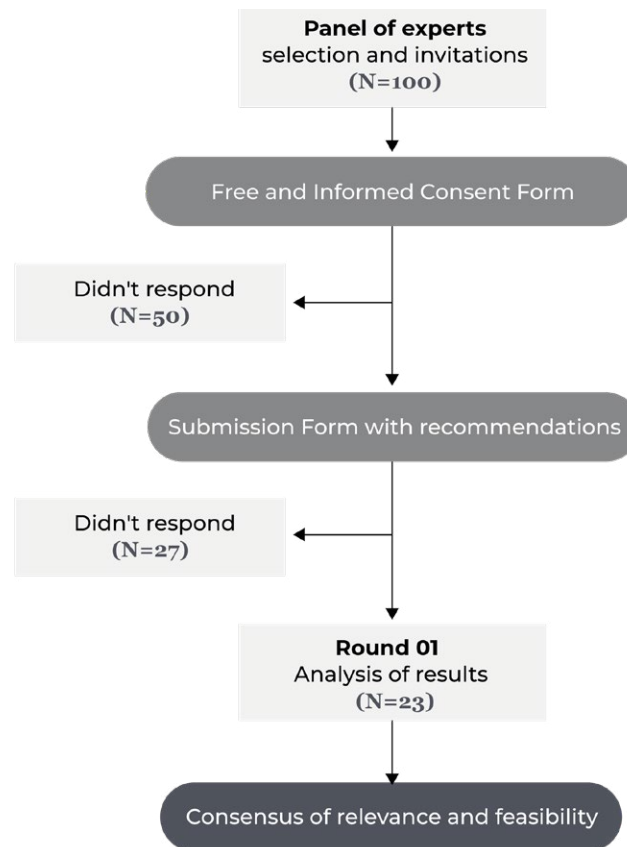 Panel of experts
selection and invitations
(N=100)
Free and Informed Consent Form
Didn't respond
(N=50)
Submission Form with recommendations
Didn't respond
(N=27)
Round 01
Analysis of results
(N=23)
Consensus of relevance and feasibility